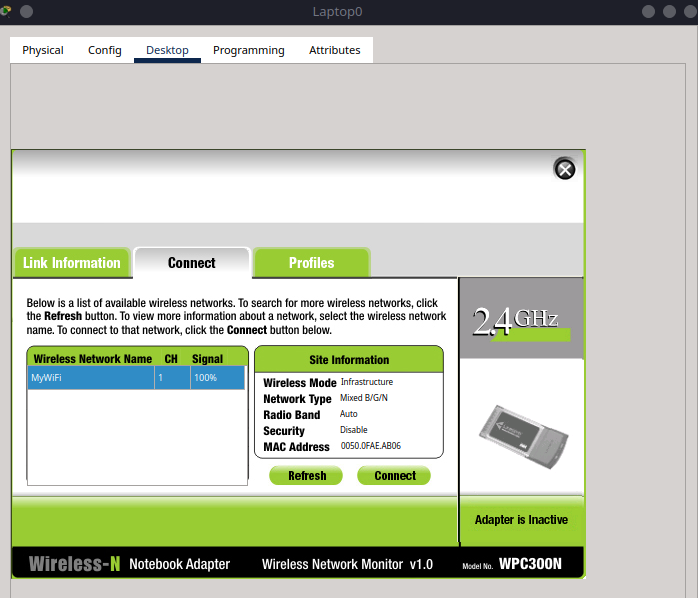 Laptop0
Physical Config Desktop Programming Attributes
Link Information Connect Profiles
Below is a list of available wireless networks. To search for more wireless networks, click
the Refresh button. To view more information about a network, select the wireless network
name. To connect to that network, click the Connect button below.
2.4GHz
Wireless Network Name CH Signal
MyWiFi 1 100%
Site Information
Wireless Mode Infrastructure
Network Type Mixed B/G/N
Radio Band Auto
Security Disable
MAC Address 0050.0FAE.AB06
Refresh Connect
Adapter is Inactive
Wireless-N Notebook Adapter Wireless Network Monitor v1.0 Model No. WPC300N